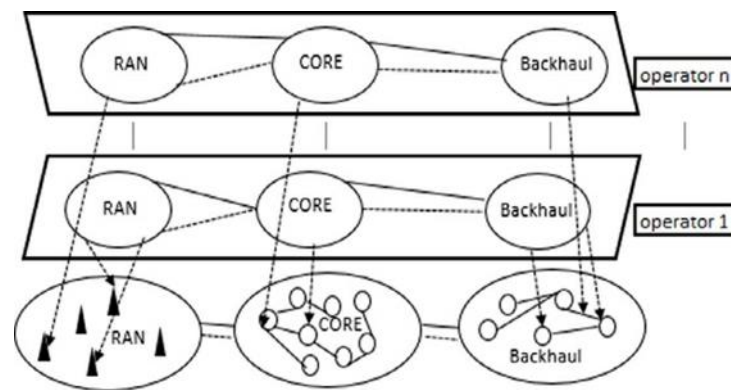 RAN
CORE
Backhaul
operator n
RAN
CORE
Backhaul
operator 1
RAN
CORE
Backhaul